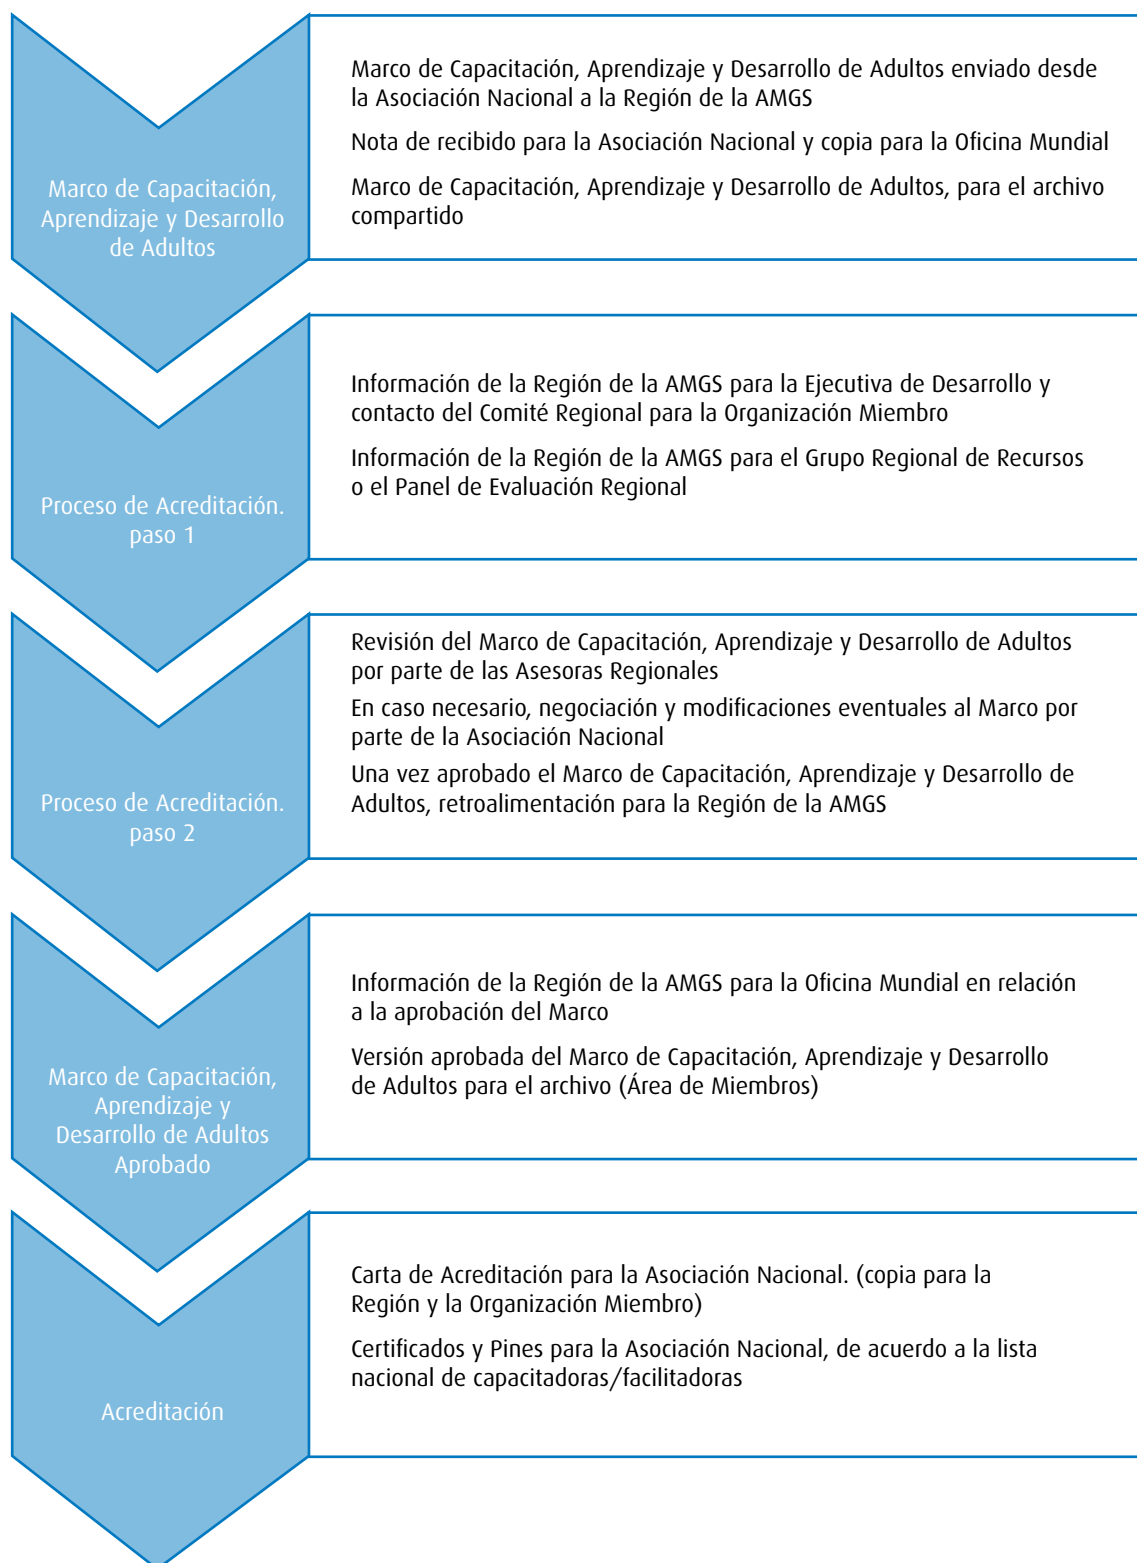 Marco de Capacitación,
Aprendizaje y Desarrollo
de Adultos
Marco de Capacitación, Aprendizaje y Desarrollo de Adultos enviado desde
la Asociación Nacional a la Región de la AMGS
Nota de recibido para la Asociación Nacional y copia para la Oficina Mundial
Marco de Capacitación, Aprendizaje y Desarrollo de Adultos, para el archivo
compartido
Proceso de Acreditación.
paso 1
Información de la Región de la AMGS para la Ejecutiva de Desarrollo y
contacto del Comité Regional para la Organización Miembro
Información de la Región de la AMGS para el Grupo Regional de Recursos
o el Panel de Evaluación Regional
Proceso de Acreditación.
paso 2
Revisión del Marco de Capacitación, Aprendizaje y Desarrollo de Adultos
por parte de las Asesoras Regionales
En caso necesario, negociación y modificaciones eventuales al Marco por
parte de la Asociación Nacional
Una vez aprobado el Marco de Capacitación, Aprendizaje y Desarrollo de
Adultos, retroalimentación para la Región de la AMGS
Marco de Capacitación,
Aprendizaje y
Desarrollo de Adultos
Aprobado
Información de la Región de la AMGS para la Oficina Mundial en relación
a la aprobación del Marco
Versión aprobada del Marco de Capacitación, Aprendizaje y Desarrollo
de Adultos para el archivo (Área de Miembros)
Acreditación
Carta de Acreditación para la Asociación Nacional. (copia para la
Región y la Organización Miembro)
Certificados y Pines para la Asociación Nacional, de acuerdo a la lista
nacional de capacitadoras/facilitadoras